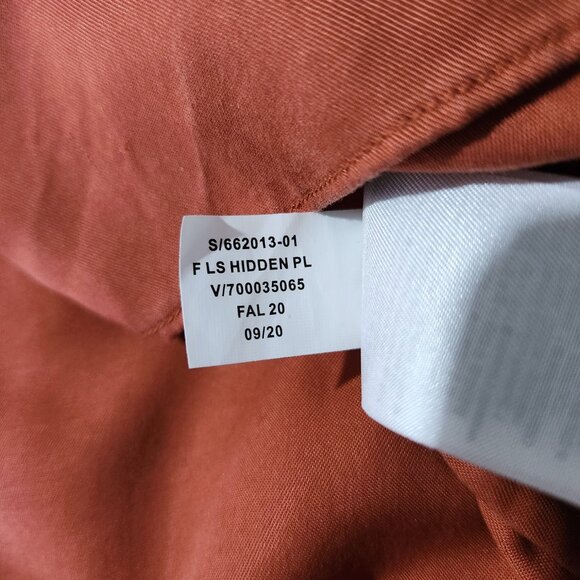 S/662013-01
F LS HIDDEN PL
V/700035065
FAL 20
09/20